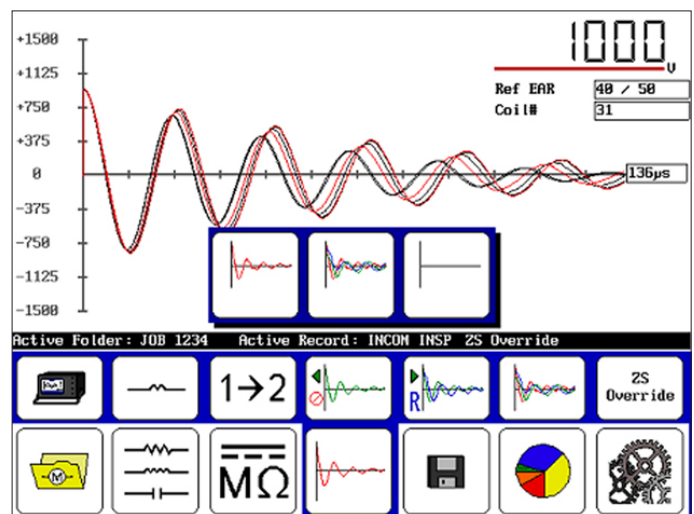 +1500
1000
V
+1125
Ref EAR 40 / 50
+750
Coil# 31
+375
0
136µs
-375
-750
-1125
-1500
Active Folder: JOB 1234 Active Record: INCOM INSP ZS Override
1→2
R
ZS
Override
M
MΩ